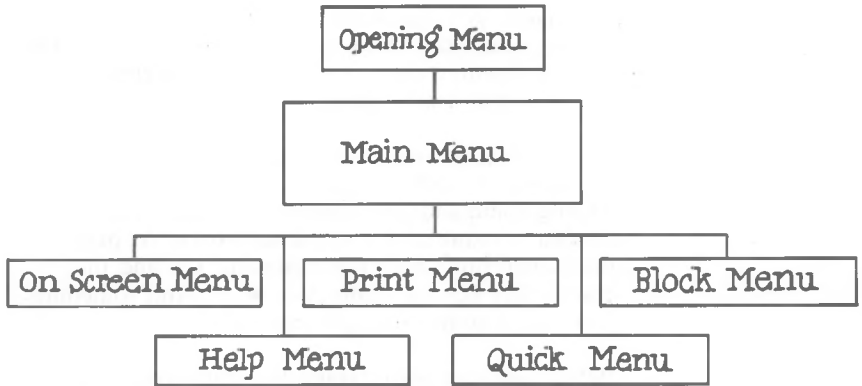 Opening Menu
Main Menu
On Screen Menu
Print Menu
Block Menu
Help Menu
Quick Menu